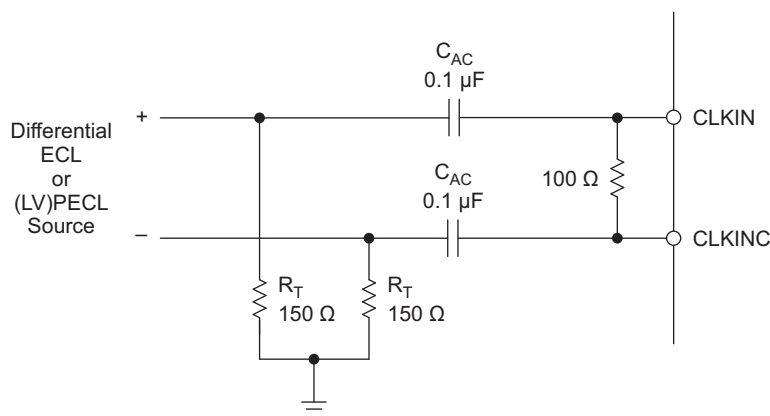 C_AC
0.1 µF
+
CLKIN
Differential
ECL
or
(LV)PECL
Source
C_AC
0.1 µF
100 Ω
–
CLKINC
R_T
150 Ω
R_T
150 Ω